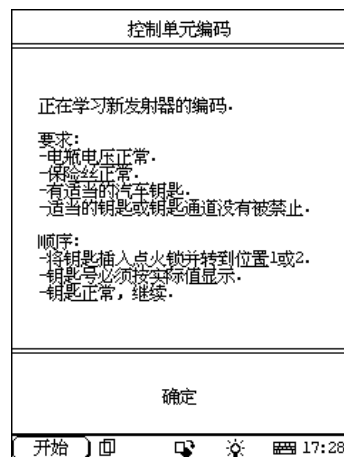 控制单元编码
正在学习新发射器的编码.
要求:
-电瓶电压正常.
-保险丝正常.
-有适当的汽车钥匙.
-适当的钥匙或钥匙通道没有被禁止.
顺序:
-将钥匙插入点火锁并转到位置1或2.
-钥匙号必须按实际值显示.
-钥匙正常, 继续.
确定
开始 17:28